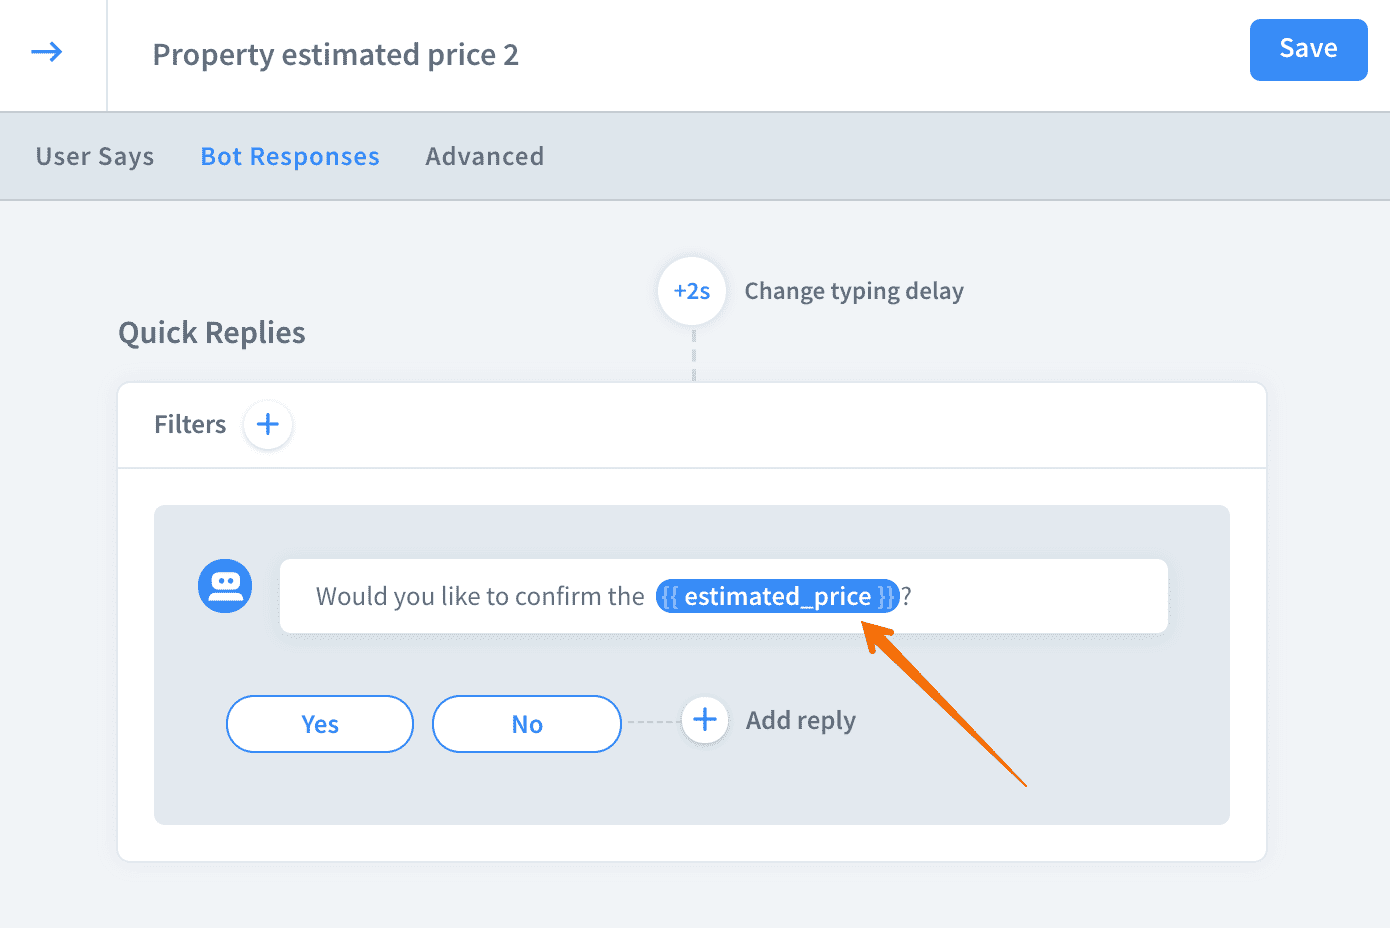 Property estimated price 2
Save
User Says Bot Responses Advanced
+2s Change typing delay
Quick Replies
Filters +
Would you like to confirm the {{ estimated_price }}?
Yes No + Add reply